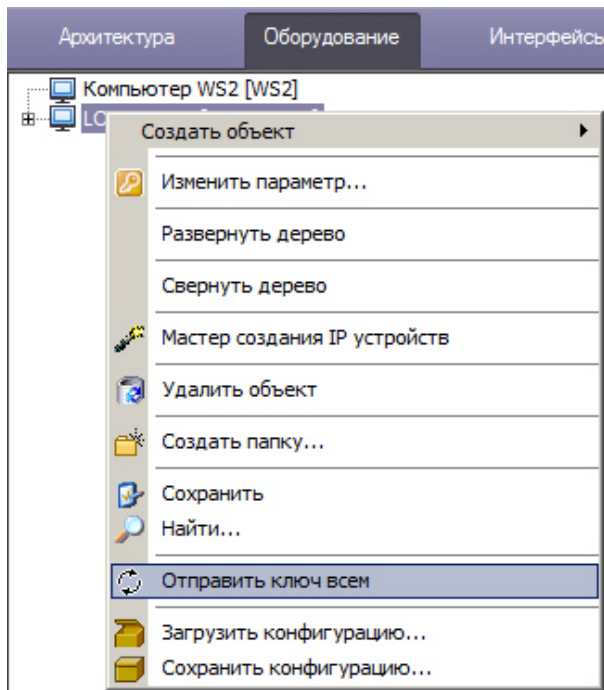 Архитектура Оборудование Интерфейсы
Компьютер WS2 [WS2]
LO
Создать объект
Изменить параметр...
Развернуть дерево
Свернуть дерево
Мастер создания IP устройств
Удалить объект
Создать папку...
Сохранить
Найти...
Отправить ключ всем
Загрузить конфигурацию...
Сохранить конфигурацию...